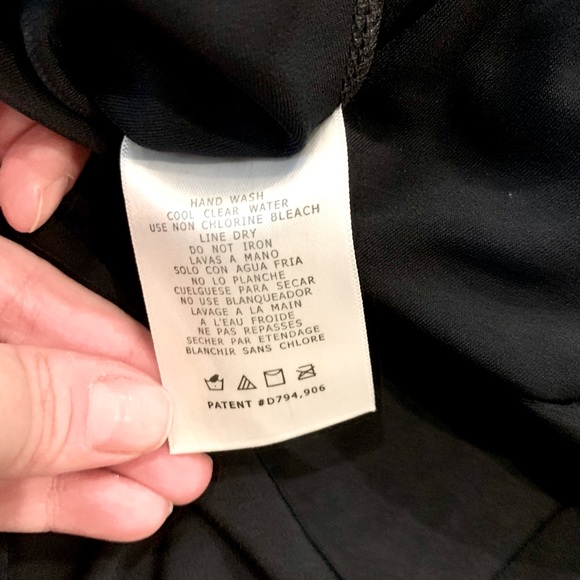 HAND WASH
COOL CLEAR WATER
USE NON CHLORINE BLEACH
LINE DRY
DO NOT IRON
LAVAS A MANO
SOLO CON AGUA FRIA
NO LO PLANCHE
CUELGUESE PARA SECAR
NO USE BLANQUEADOR
LAVAGE A LA MAIN
A L'EAU FROIDE
NE PAS REPASSES
SECHER PAR ETENDAGE
BLANCHIR SANS CHLORE
PATENT #D794,906